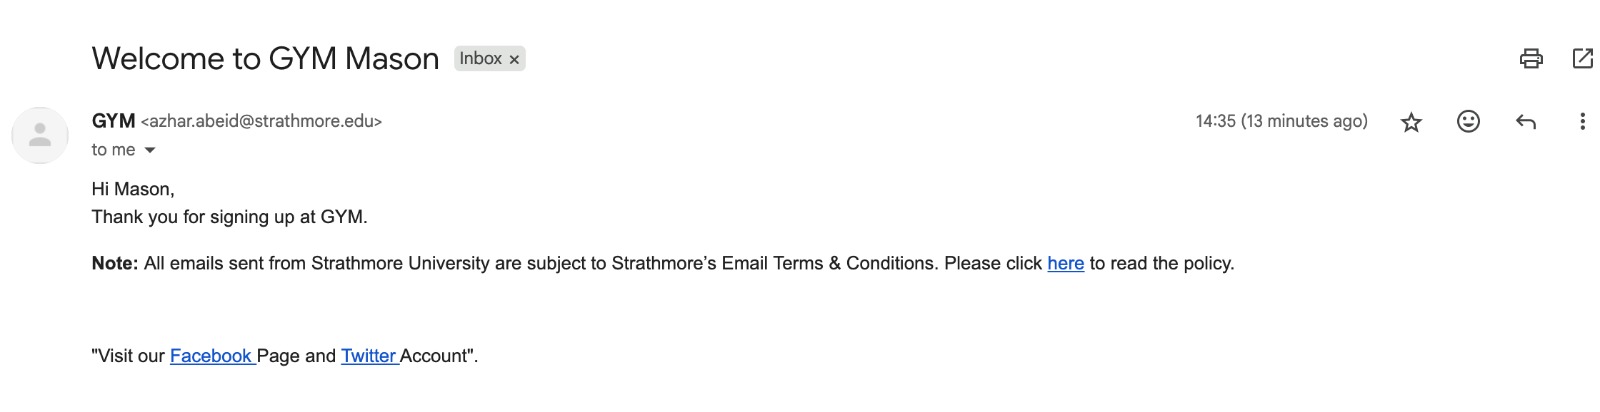 Welcome to GYM Mason Inbox ×
GYM <azhar.abeid@strathmore.edu> 14:35 (13 minutes ago)
to me
Hi Mason,
Thank you for signing up at GYM.
Note: All emails sent from Strathmore University are subject to Strathmore’s Email Terms & Conditions. Please click here to read the policy.
"Visit our Facebook Page and Twitter Account".